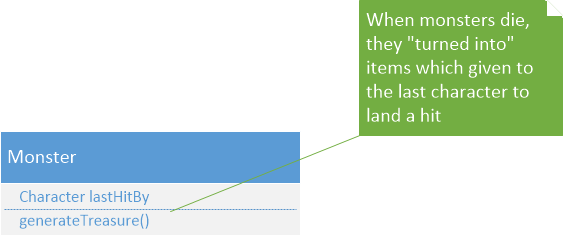 When monsters die,
they "turned into"
items which given to
the last character to
land a hit
Monster
Character lastHitBy
generateTreasure()